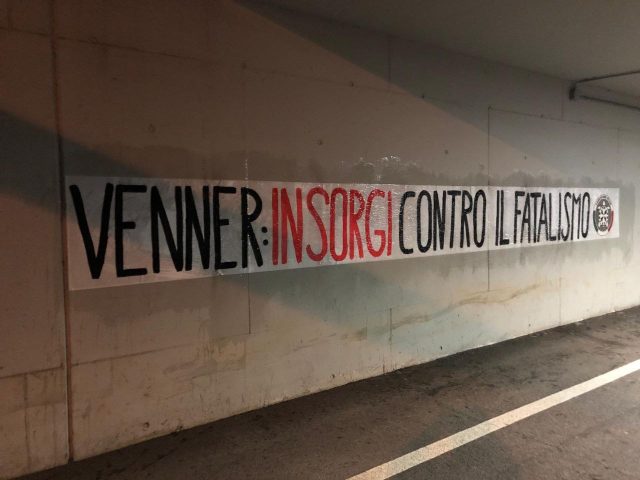 VENNER: INSORGI CONTRO IL FATALISMO